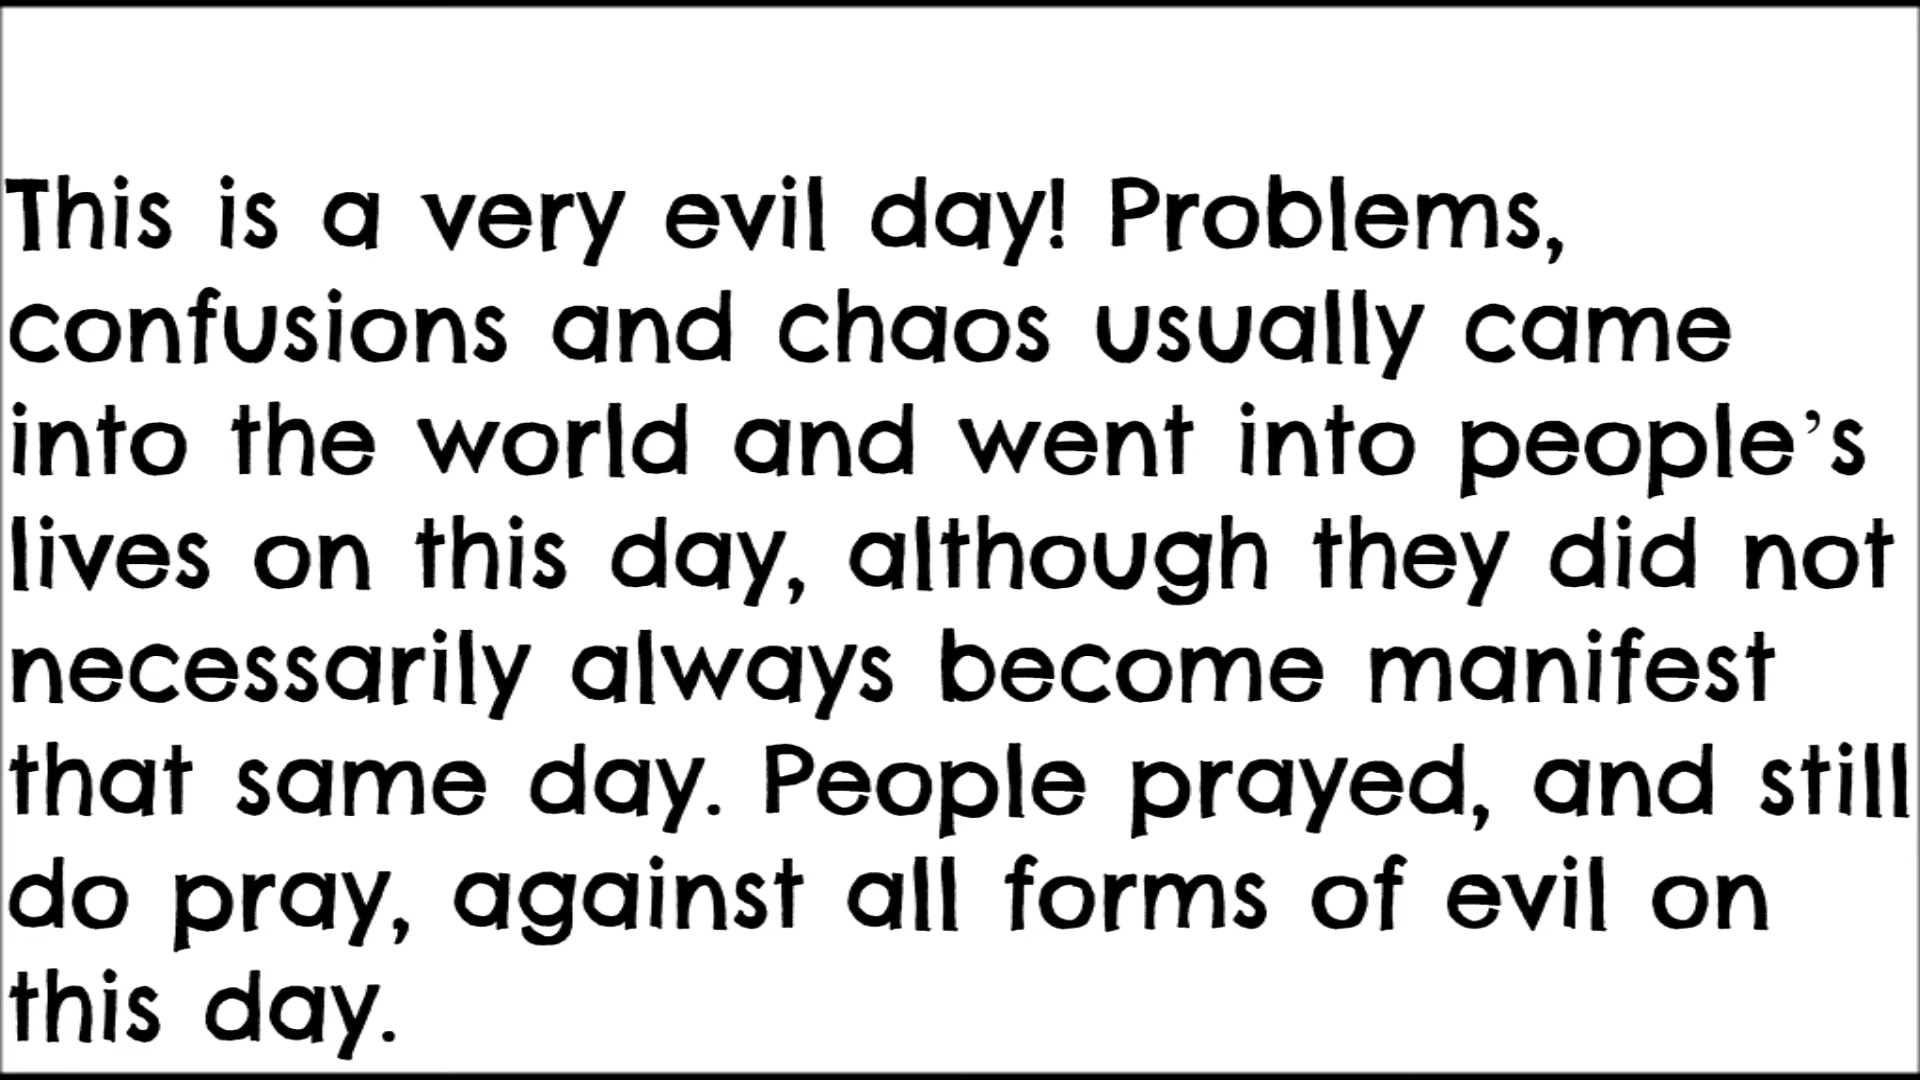 This is a very evil day! Problems,
confusions and chaos usually came
into the world and went into people’s
lives on this day, although they did not
necessarily always become manifest
that same day. People prayed, and still
do pray, against all forms of evil on
this day.